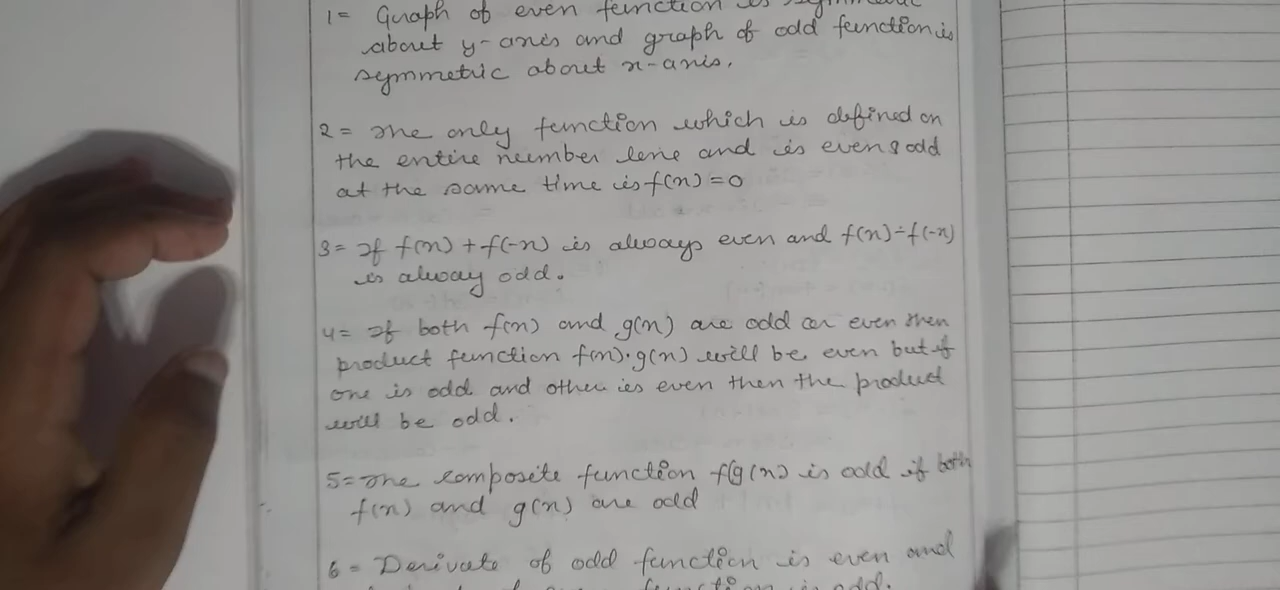 1= Graph of even function is symmetric
about y-axis and graph of odd function is
symmetric about x-axis.
2= The only function which is defined on
the entire number line and is even & odd
at the same time is f(x)=0
3= If f(x) + f(-x) is always even and f(x)-f(-x)
is alway odd.
4= If both f(x) and g(x) are odd or even then
product function f(x).g(x) will be even but if
one is odd and other ies even then the product
will be odd.
5= The composite function f(g(x) is odd if both
f(x) and g(x) are odd
6= Derivate of odd function is even and
function is odd.